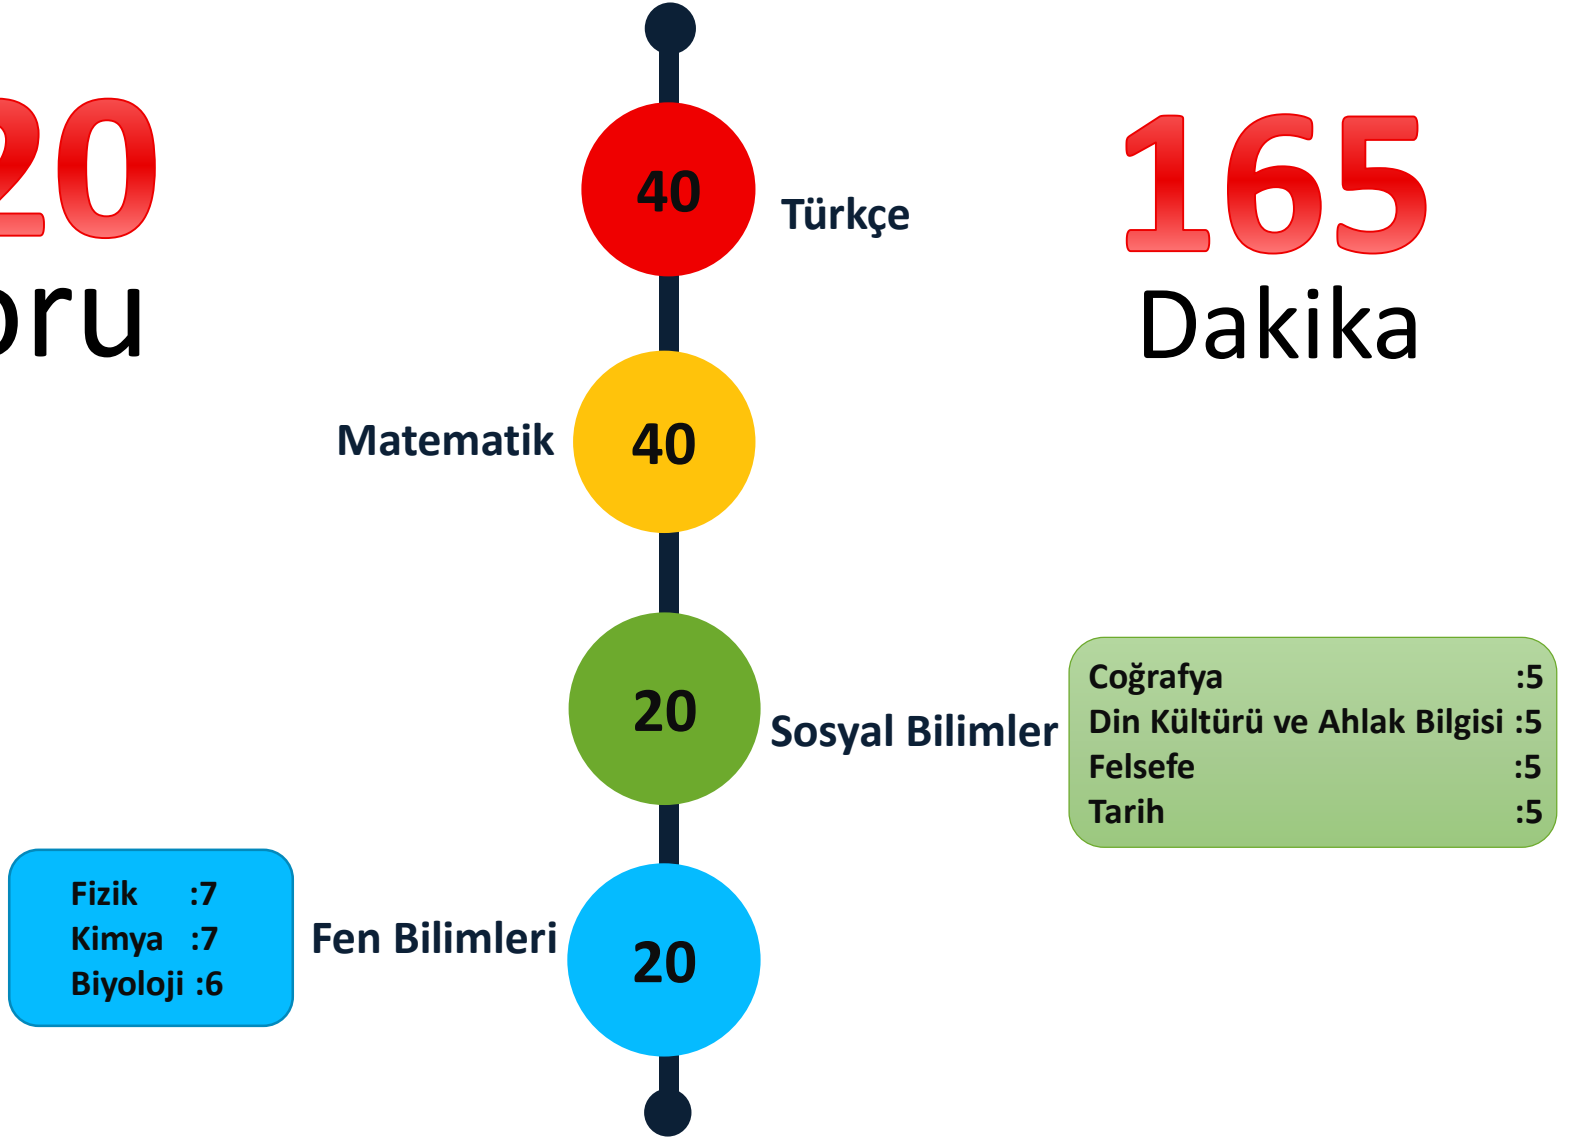 20
oru
40
Türkçe
165
Dakika
Matematik
40
20
Sosyal Bilimler
Coğrafya :5
Din Kültürü ve Ahlak Bilgisi :5
Felsefe :5
Tarih :5
Fizik :7
Kimya :7
Biyoloji :6
Fen Bilimleri
20